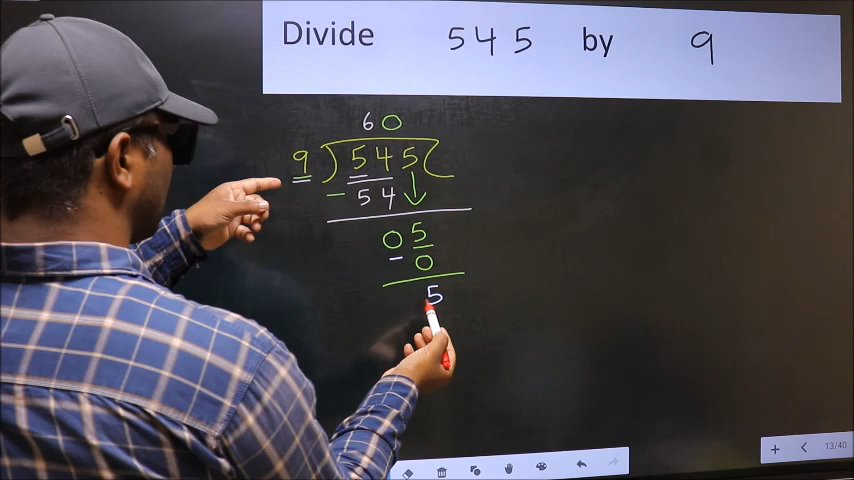 Divide 545 by 9
60
9 ) 545 (
- 54 ↓
05
- 0
5
+ < 13/40